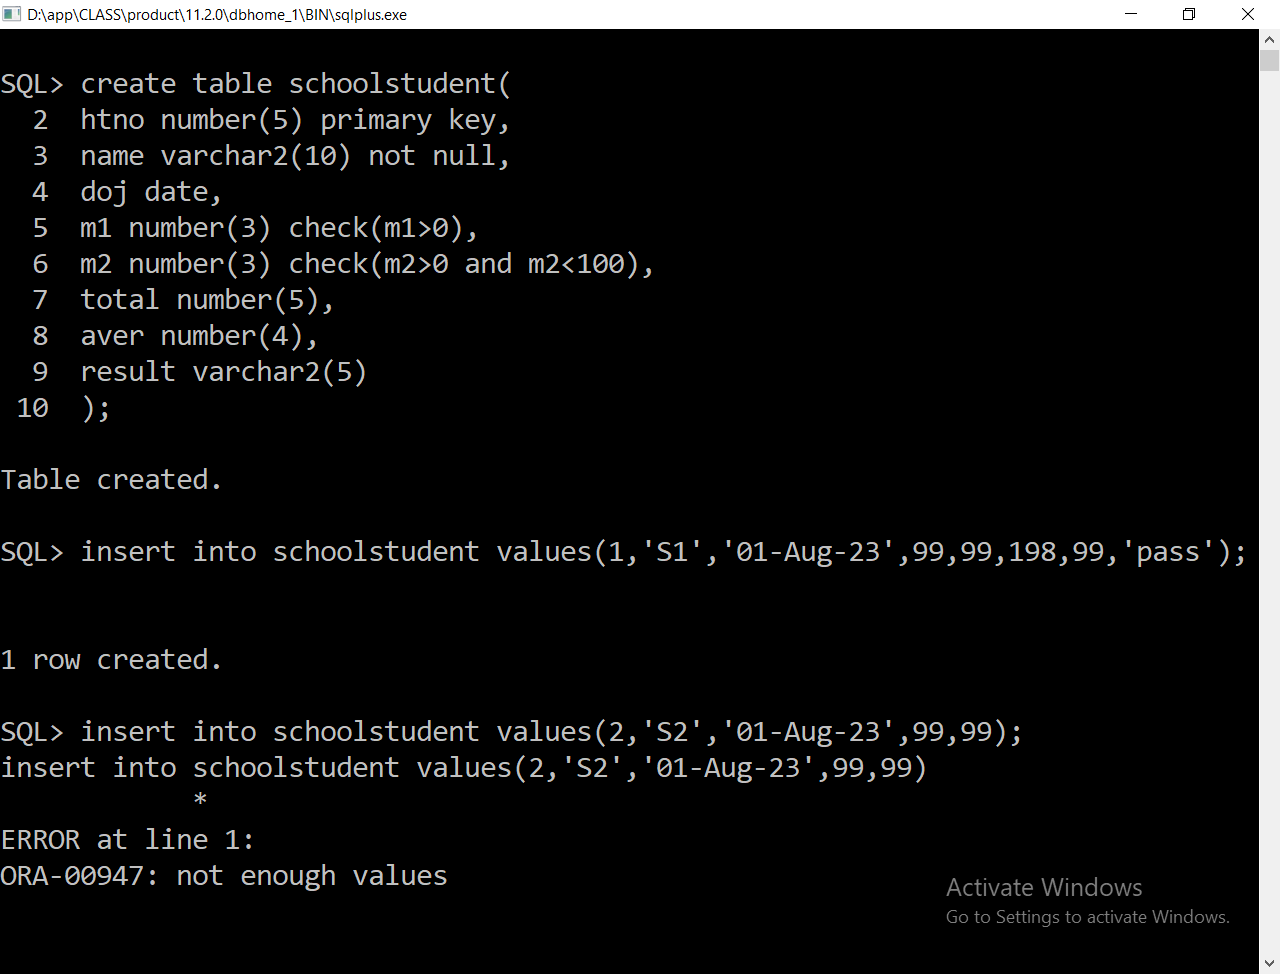 D:\app\CLASS\product\11.2.0\dbhome_1\BIN\sqlplus.exe
SQL> create table schoolstudent(
  2  htno number(5) primary key,
  3  name varchar2(10) not null,
  4  doj date,
  5  m1 number(3) check(m1>0),
  6  m2 number(3) check(m2>0 and m2<100),
  7  total number(5),
  8  aver number(4),
  9  result varchar2(5)
 10  );
Table created.
SQL> insert into schoolstudent values(1,'S1','01-Aug-23',99,99,198,99,'pass');
1 row created.
SQL> insert into schoolstudent values(2,'S2','01-Aug-23',99,99);
insert into schoolstudent values(2,'S2','01-Aug-23',99,99)
            *
ERROR at line 1:
ORA-00947: not enough values
Activate Windows
Go to Settings to activate Windows.